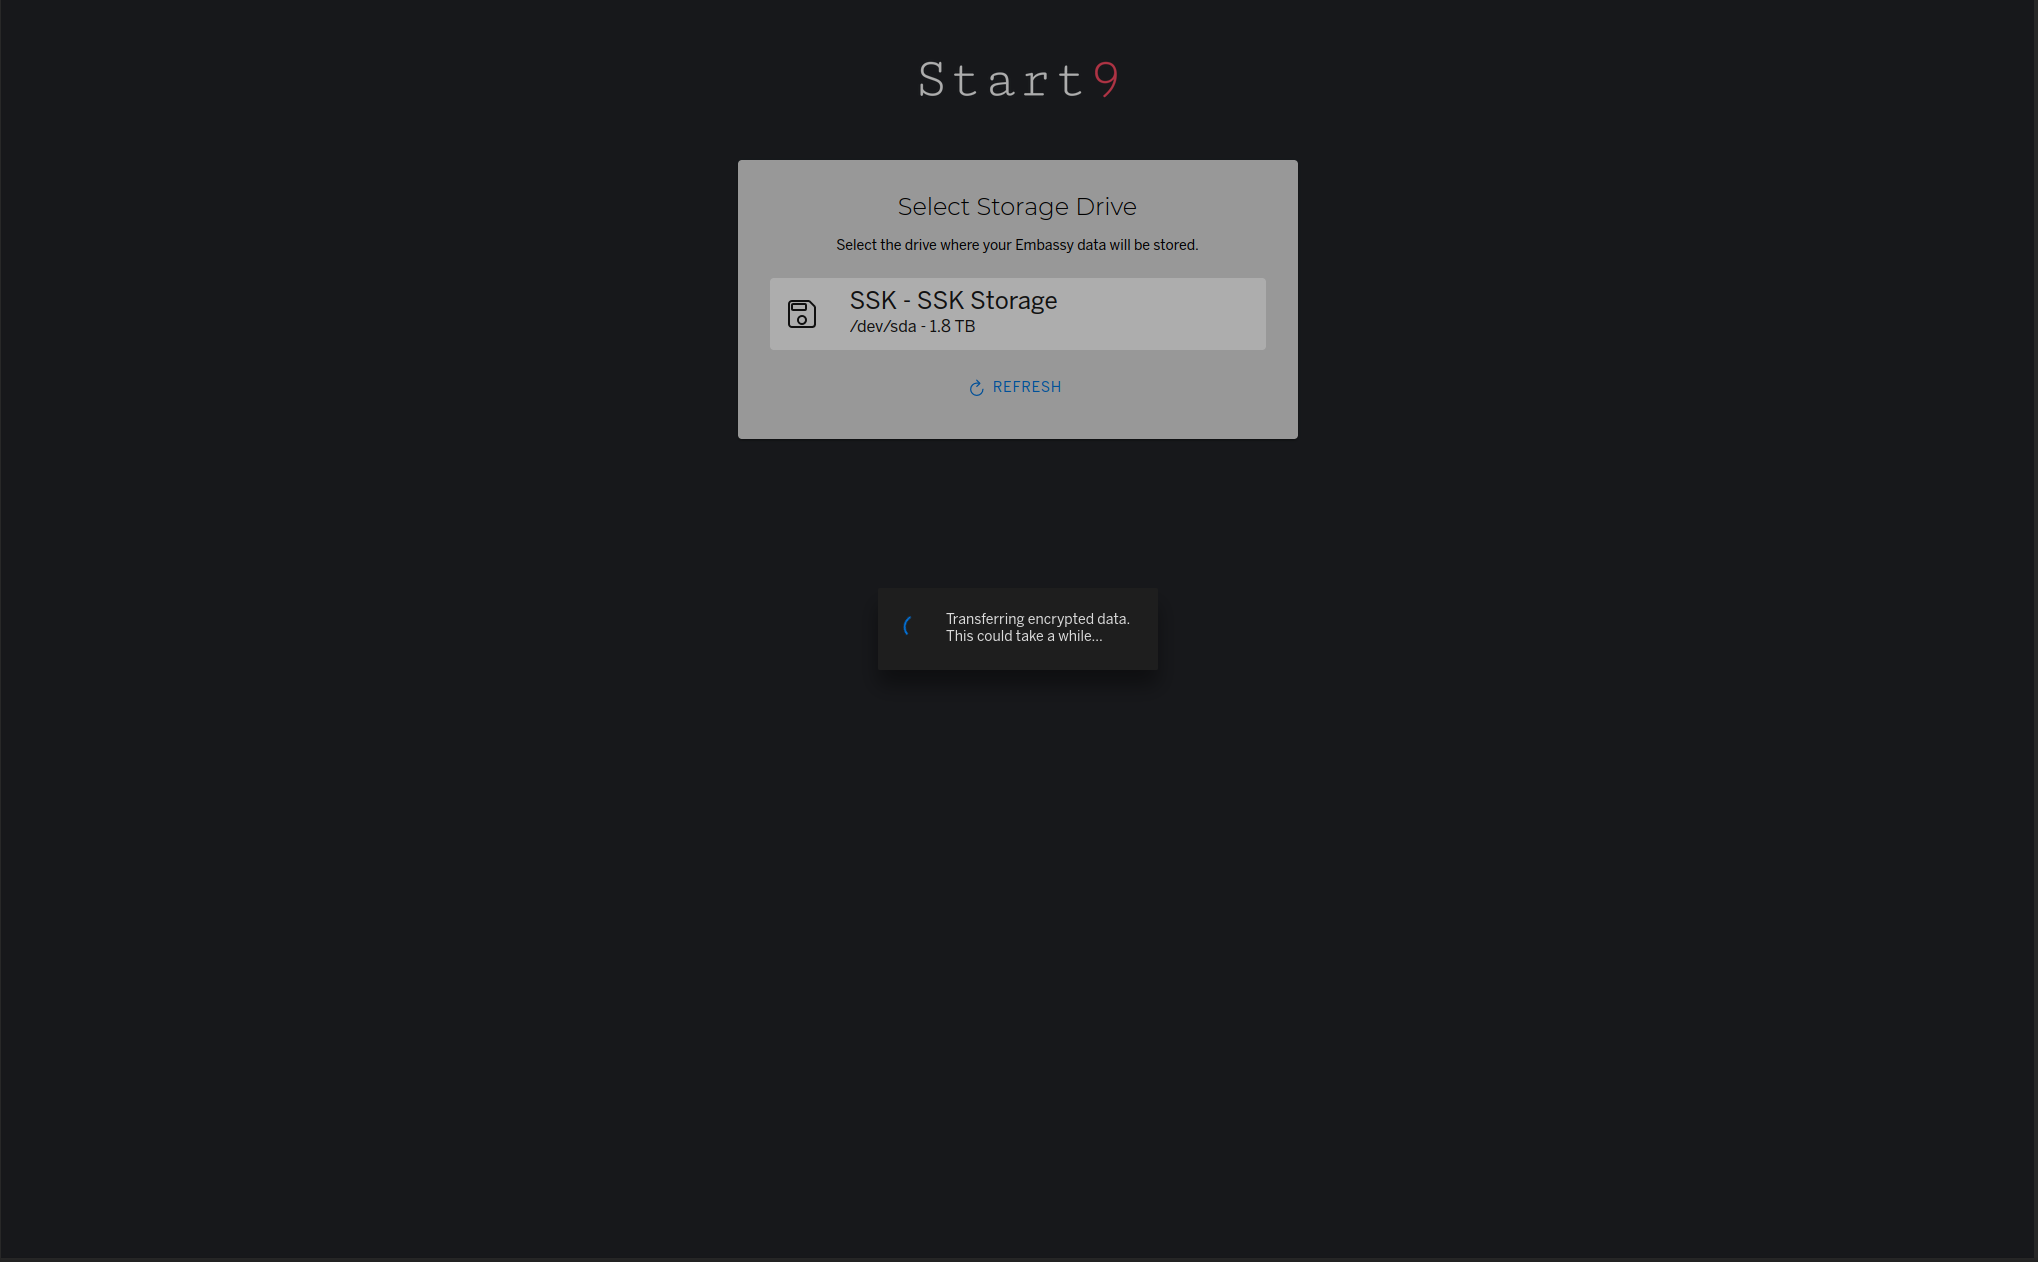 Start9
Select Storage Drive
Select the drive where your Embassy data will be stored.
SSK - SSK Storage
/dev/sda - 1.8 TB
REFRESH
Transferring encrypted data.
This could take a while...